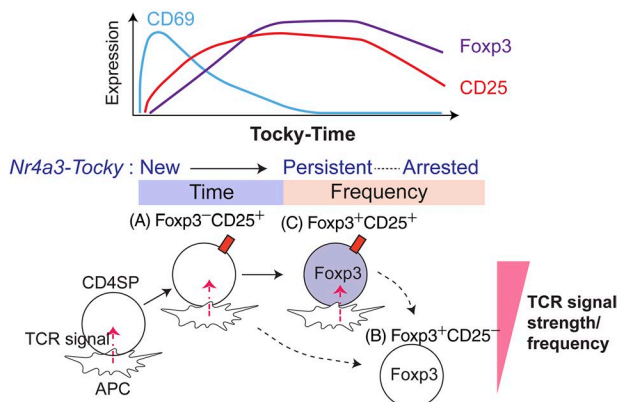 CD69
Foxp3
CD25
Expression
Tocky-Time
Nr4a3-Tocky : New Persistent Arrested
Time Frequency
(A) Foxp3⁻CD25⁺ (C) Foxp3⁺CD25⁺
CD4SP
Foxp3
TCR signal
APC
(B) Foxp3⁺CD25⁻
Foxp3
TCR signal
strength/
frequency